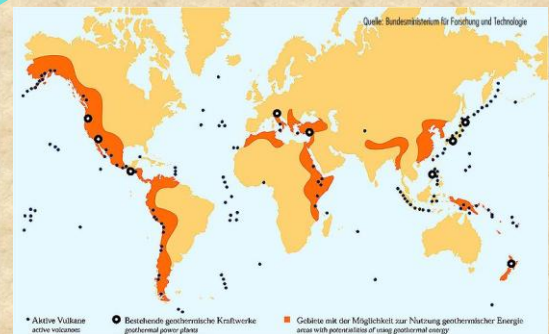 Quelle: Bundesministerium für Forschung und Technologie
Aktive Vulkane
active volcanoes
Bestehende geothermische Kraftwerke
geothermal power plants
Gebiete mit der Möglichkeit zur Nutzung geothermischer Energie
areas with potentialities of using geothermal energy